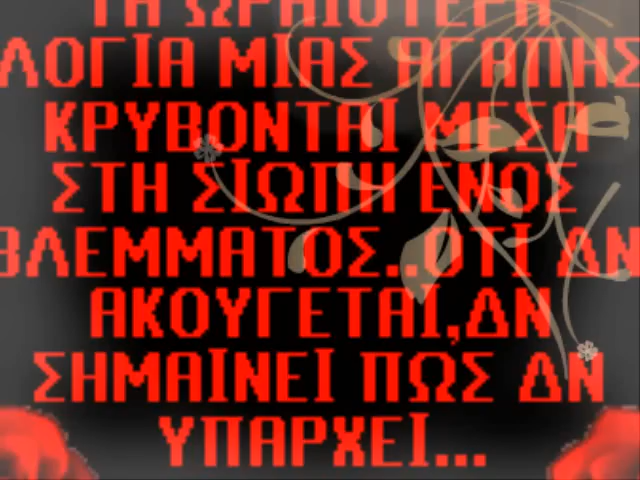 ΤΑ ΩΡΑΙΟΤΕΡΑ
ΛΟΓΙΑ ΜΙΑΣ ΑΓΑΠΗΣ
ΚΡΥΒΟΝΤΑΙ ΜΕΣΑ
ΣΤΗ ΣΙΩΠΗ ΕΝΟΣ
ΒΛΕΜΜΑΤΟΣ..ΟΤΙ ΔΝ
ΑΚΟΥΓΕΤΑΙ,ΔΝ
ΣΗΜΑΙΝΕΙ ΠΩΣ ΔΝ
ΥΠΑΡΧΕΙ...